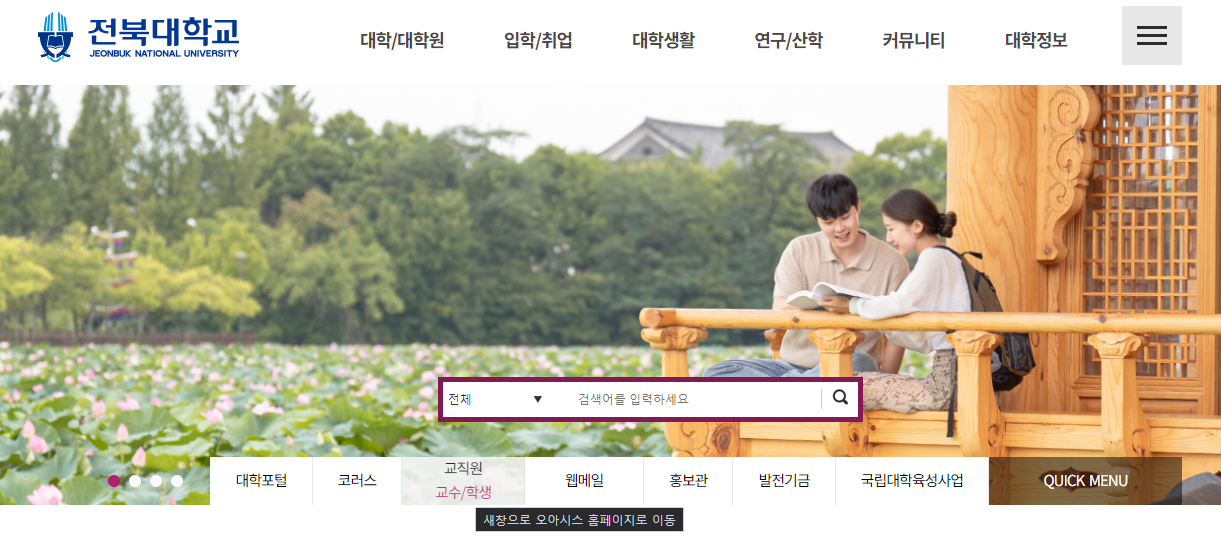 전북대학교
JEONBUK NATIONAL UNIVERSITY
대학/대학원 입학/취업 대학생활 연구/산학 커뮤니티 대학정보
전체 검색어를 입력하세요
대학포털 코러스 교직원 웹메일 홍보관 발전기금 국립대학육성사업 QUICK MENU
교수/학생
새창으로 오아시스 홈페이지로 이동